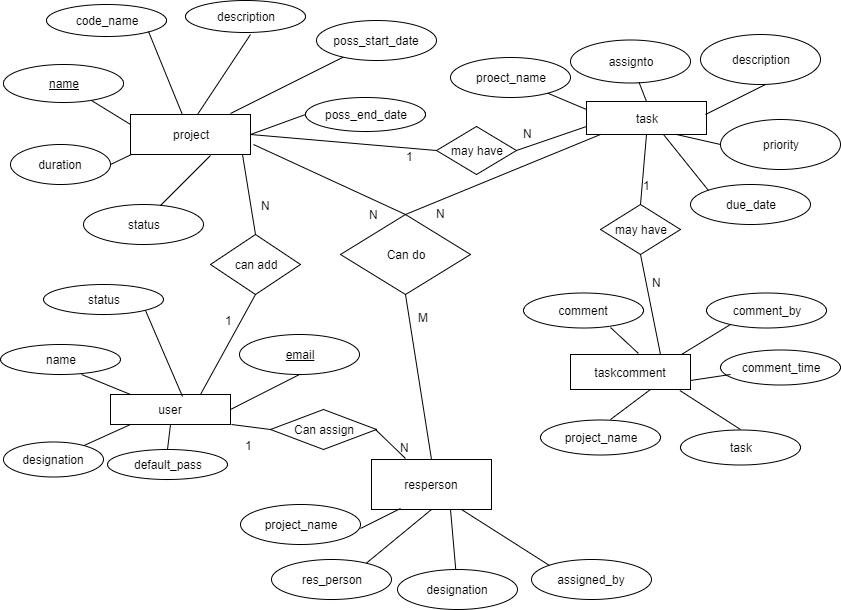 code_name
description
poss_start_date
name
poss_end_date
project
duration
status
proect_name
assignto
description
task
priority
due_date
1
may have
N
N
can add
1
N
N
Can do
M
1
may have
N
status
name
email
user
designation
default_pass
1
Can assign
N
comment
comment_by
taskcomment
comment_time
project_name
task
resperson
project_name
res_person
designation
assigned_by